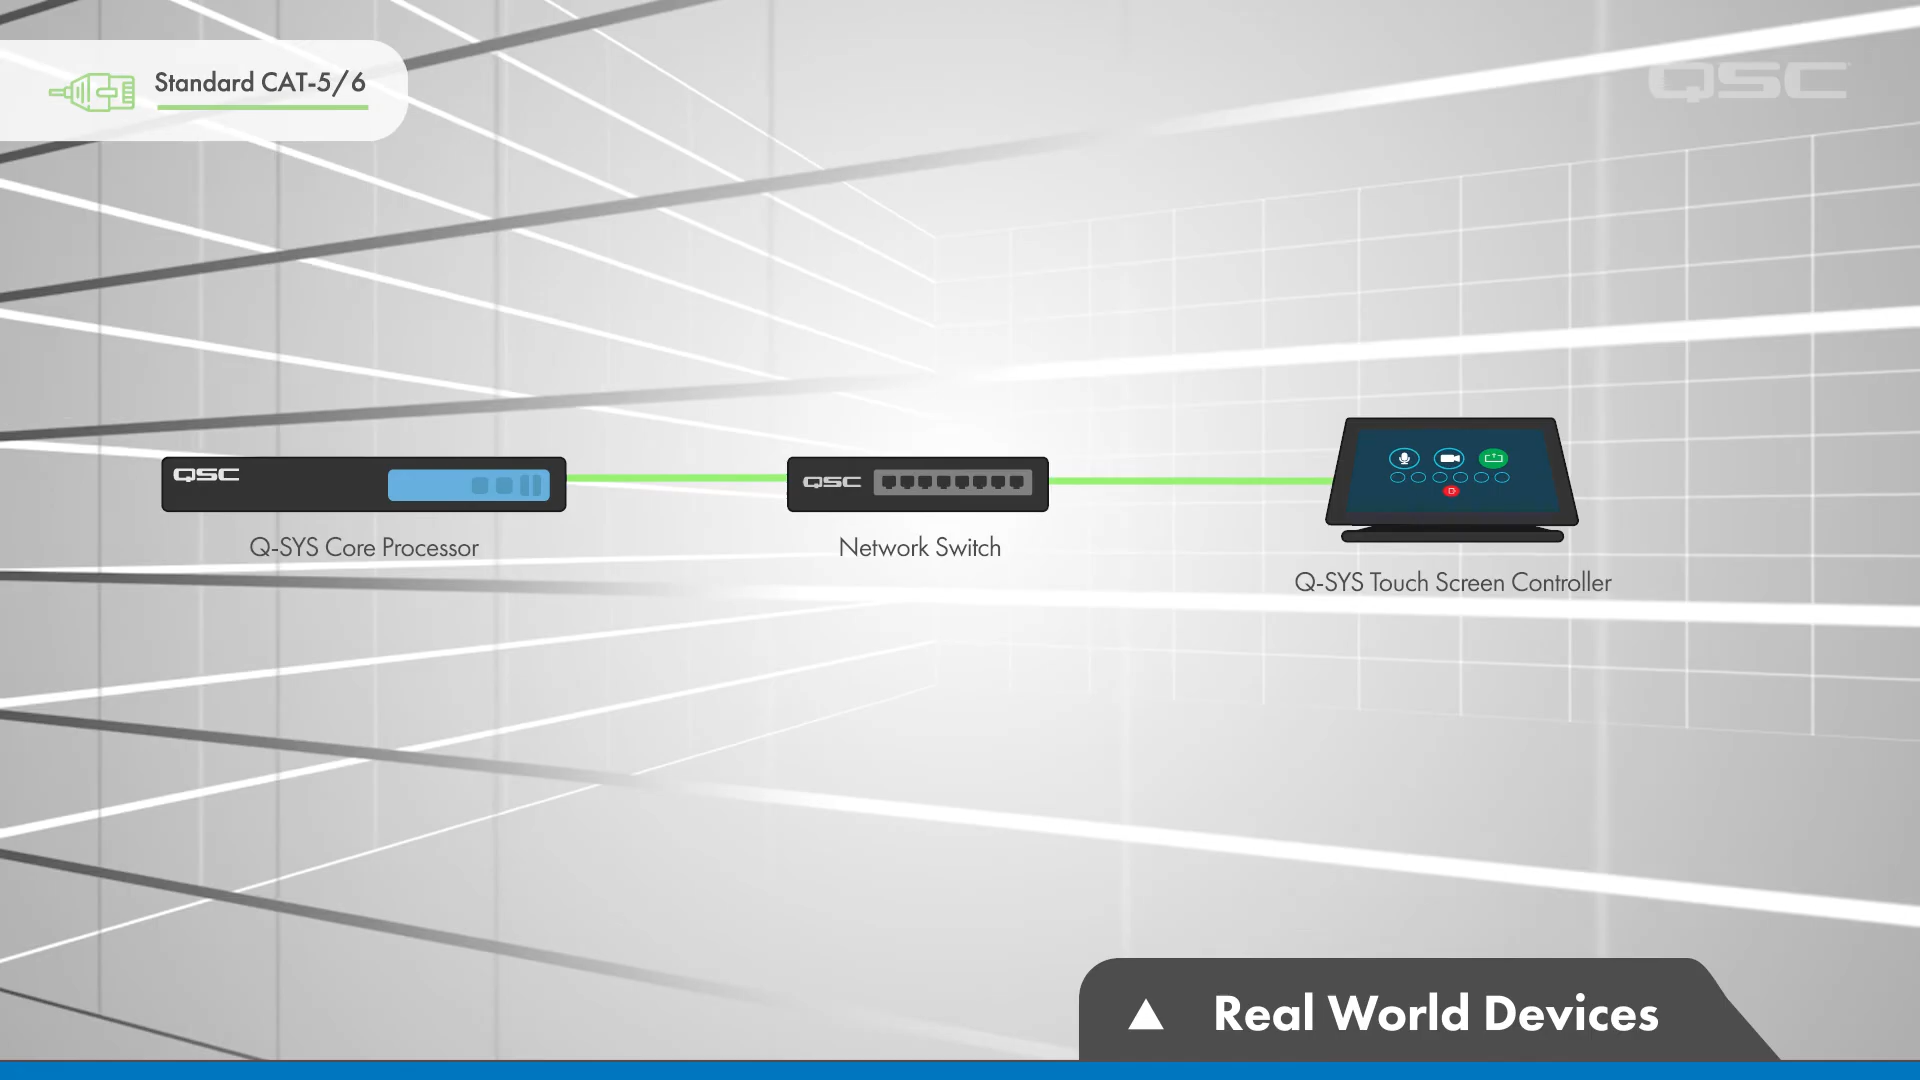 Standard CAT-5/6
QSC
QSC
QSC
Q-SYS Core Processor
Network Switch
Q-SYS Touch Screen Controller
Real World Devices